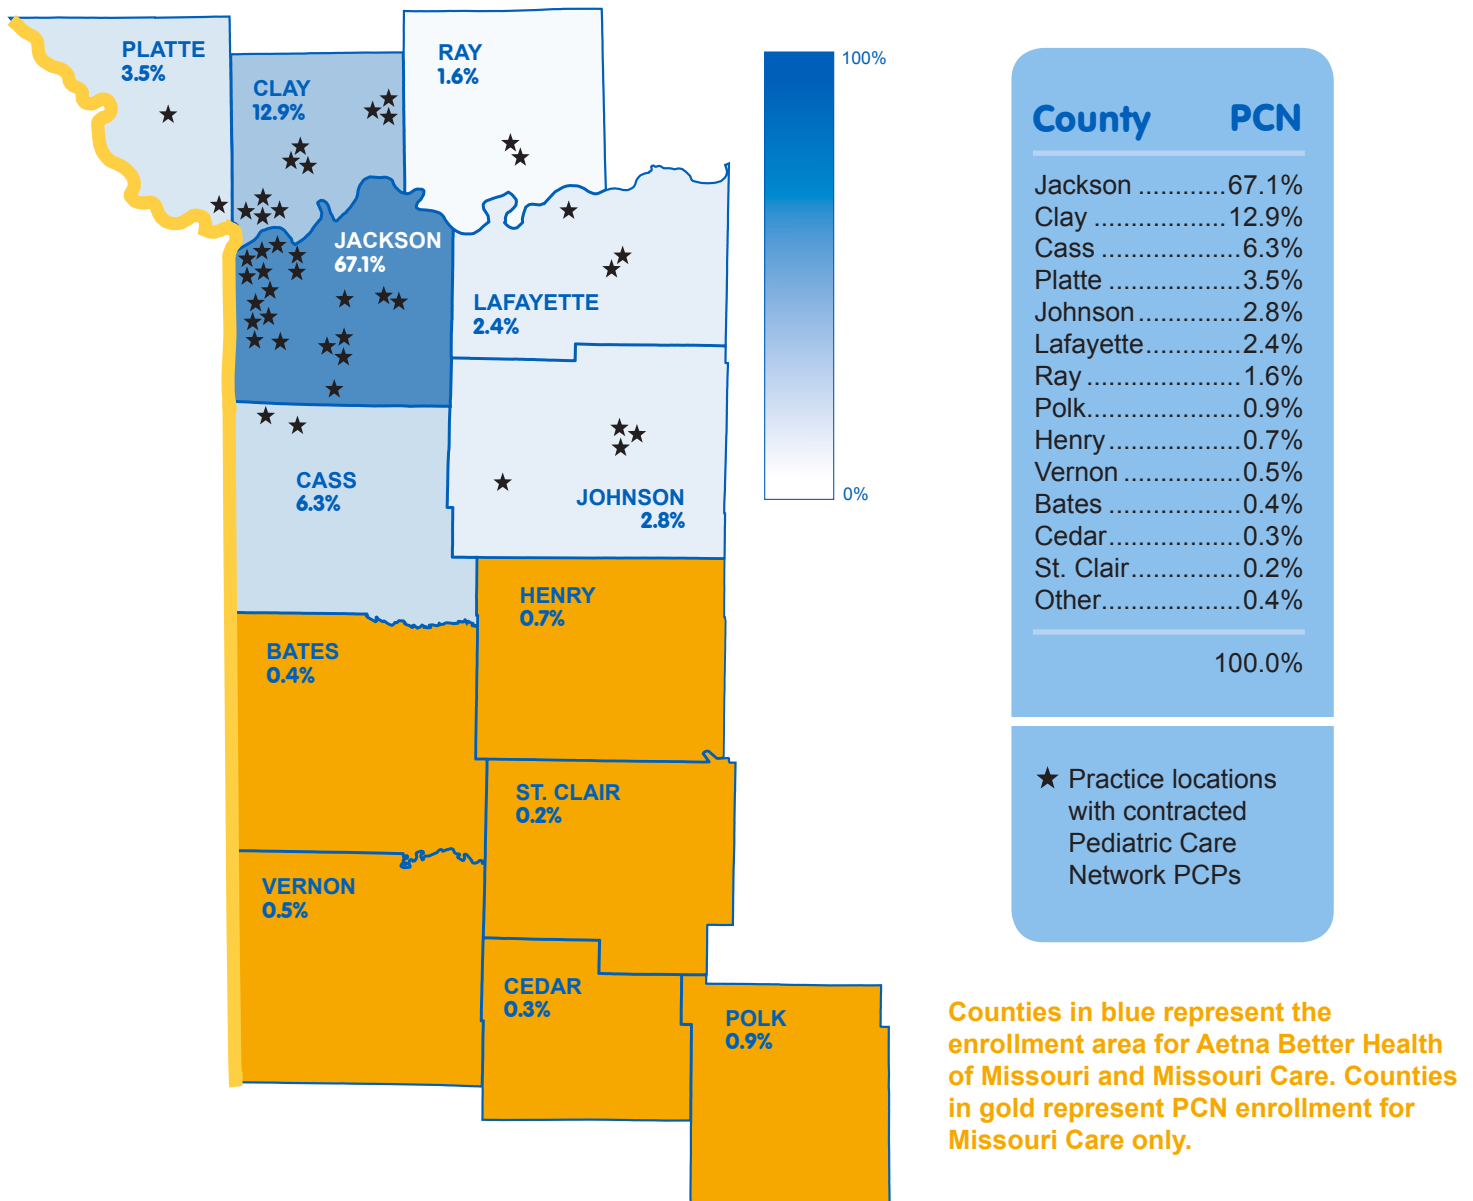 PLATTE
3.5%
CLAY
12.9%
RAY
1.6%
JACKSON
67.1%
LAFAYETTE
2.4%
CASS
6.3%
JOHNSON
2.8%
HENRY
0.7%
BATES
0.4%
ST. CLAIR
0.2%
VERNON
0.5%
CEDAR
0.3%
POLK
0.9%
100%
0%
County PCN
Jackson ............67.1%
Clay ..................12.9%
Cass ...................6.3%
Platte ..................3.5%
Johnson ..............2.8%
Lafayette.............2.4%
Ray .....................1.6%
Polk.....................0.9%
Henry ..................0.7%
Vernon ................0.5%
Bates ..................0.4%
Cedar..................0.3%
St. Clair...............0.2%
Other...................0.4%
100.0%
Practice locations
with contracted
Pediatric Care
Network PCPs
Counties in blue represent the
enrollment area for Aetna Better Health
of Missouri and Missouri Care. Counties
in gold represent PCN enrollment for
Missouri Care only.